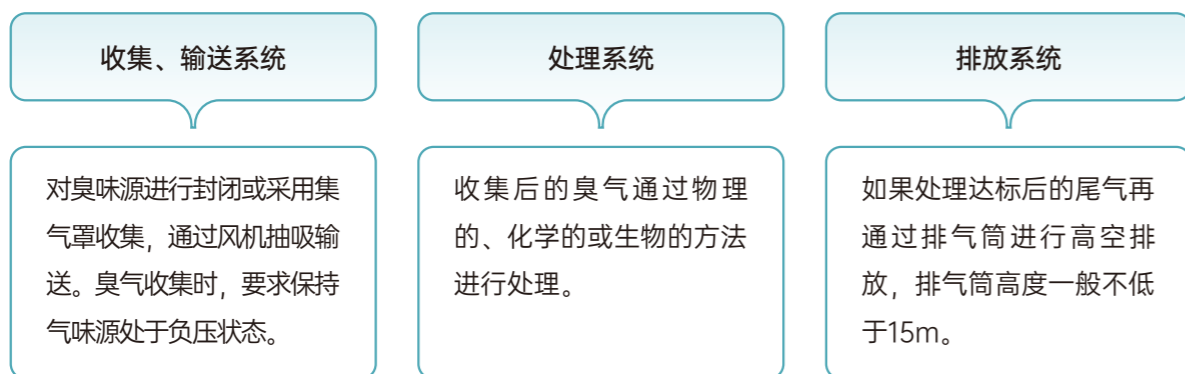 收集、输送系统
对臭味源进行封闭或采用集
气罩收集，通过风机抽吸输
送。臭气收集时，要求保持
气味源处于负压状态。
处理系统
收集后的臭气通过物理
的、化学的或生物的方法
进行处理。
排放系统
如果处理达标后的尾气再
通过排气筒进行高空排
放，排气筒高度一般不低
于15m。